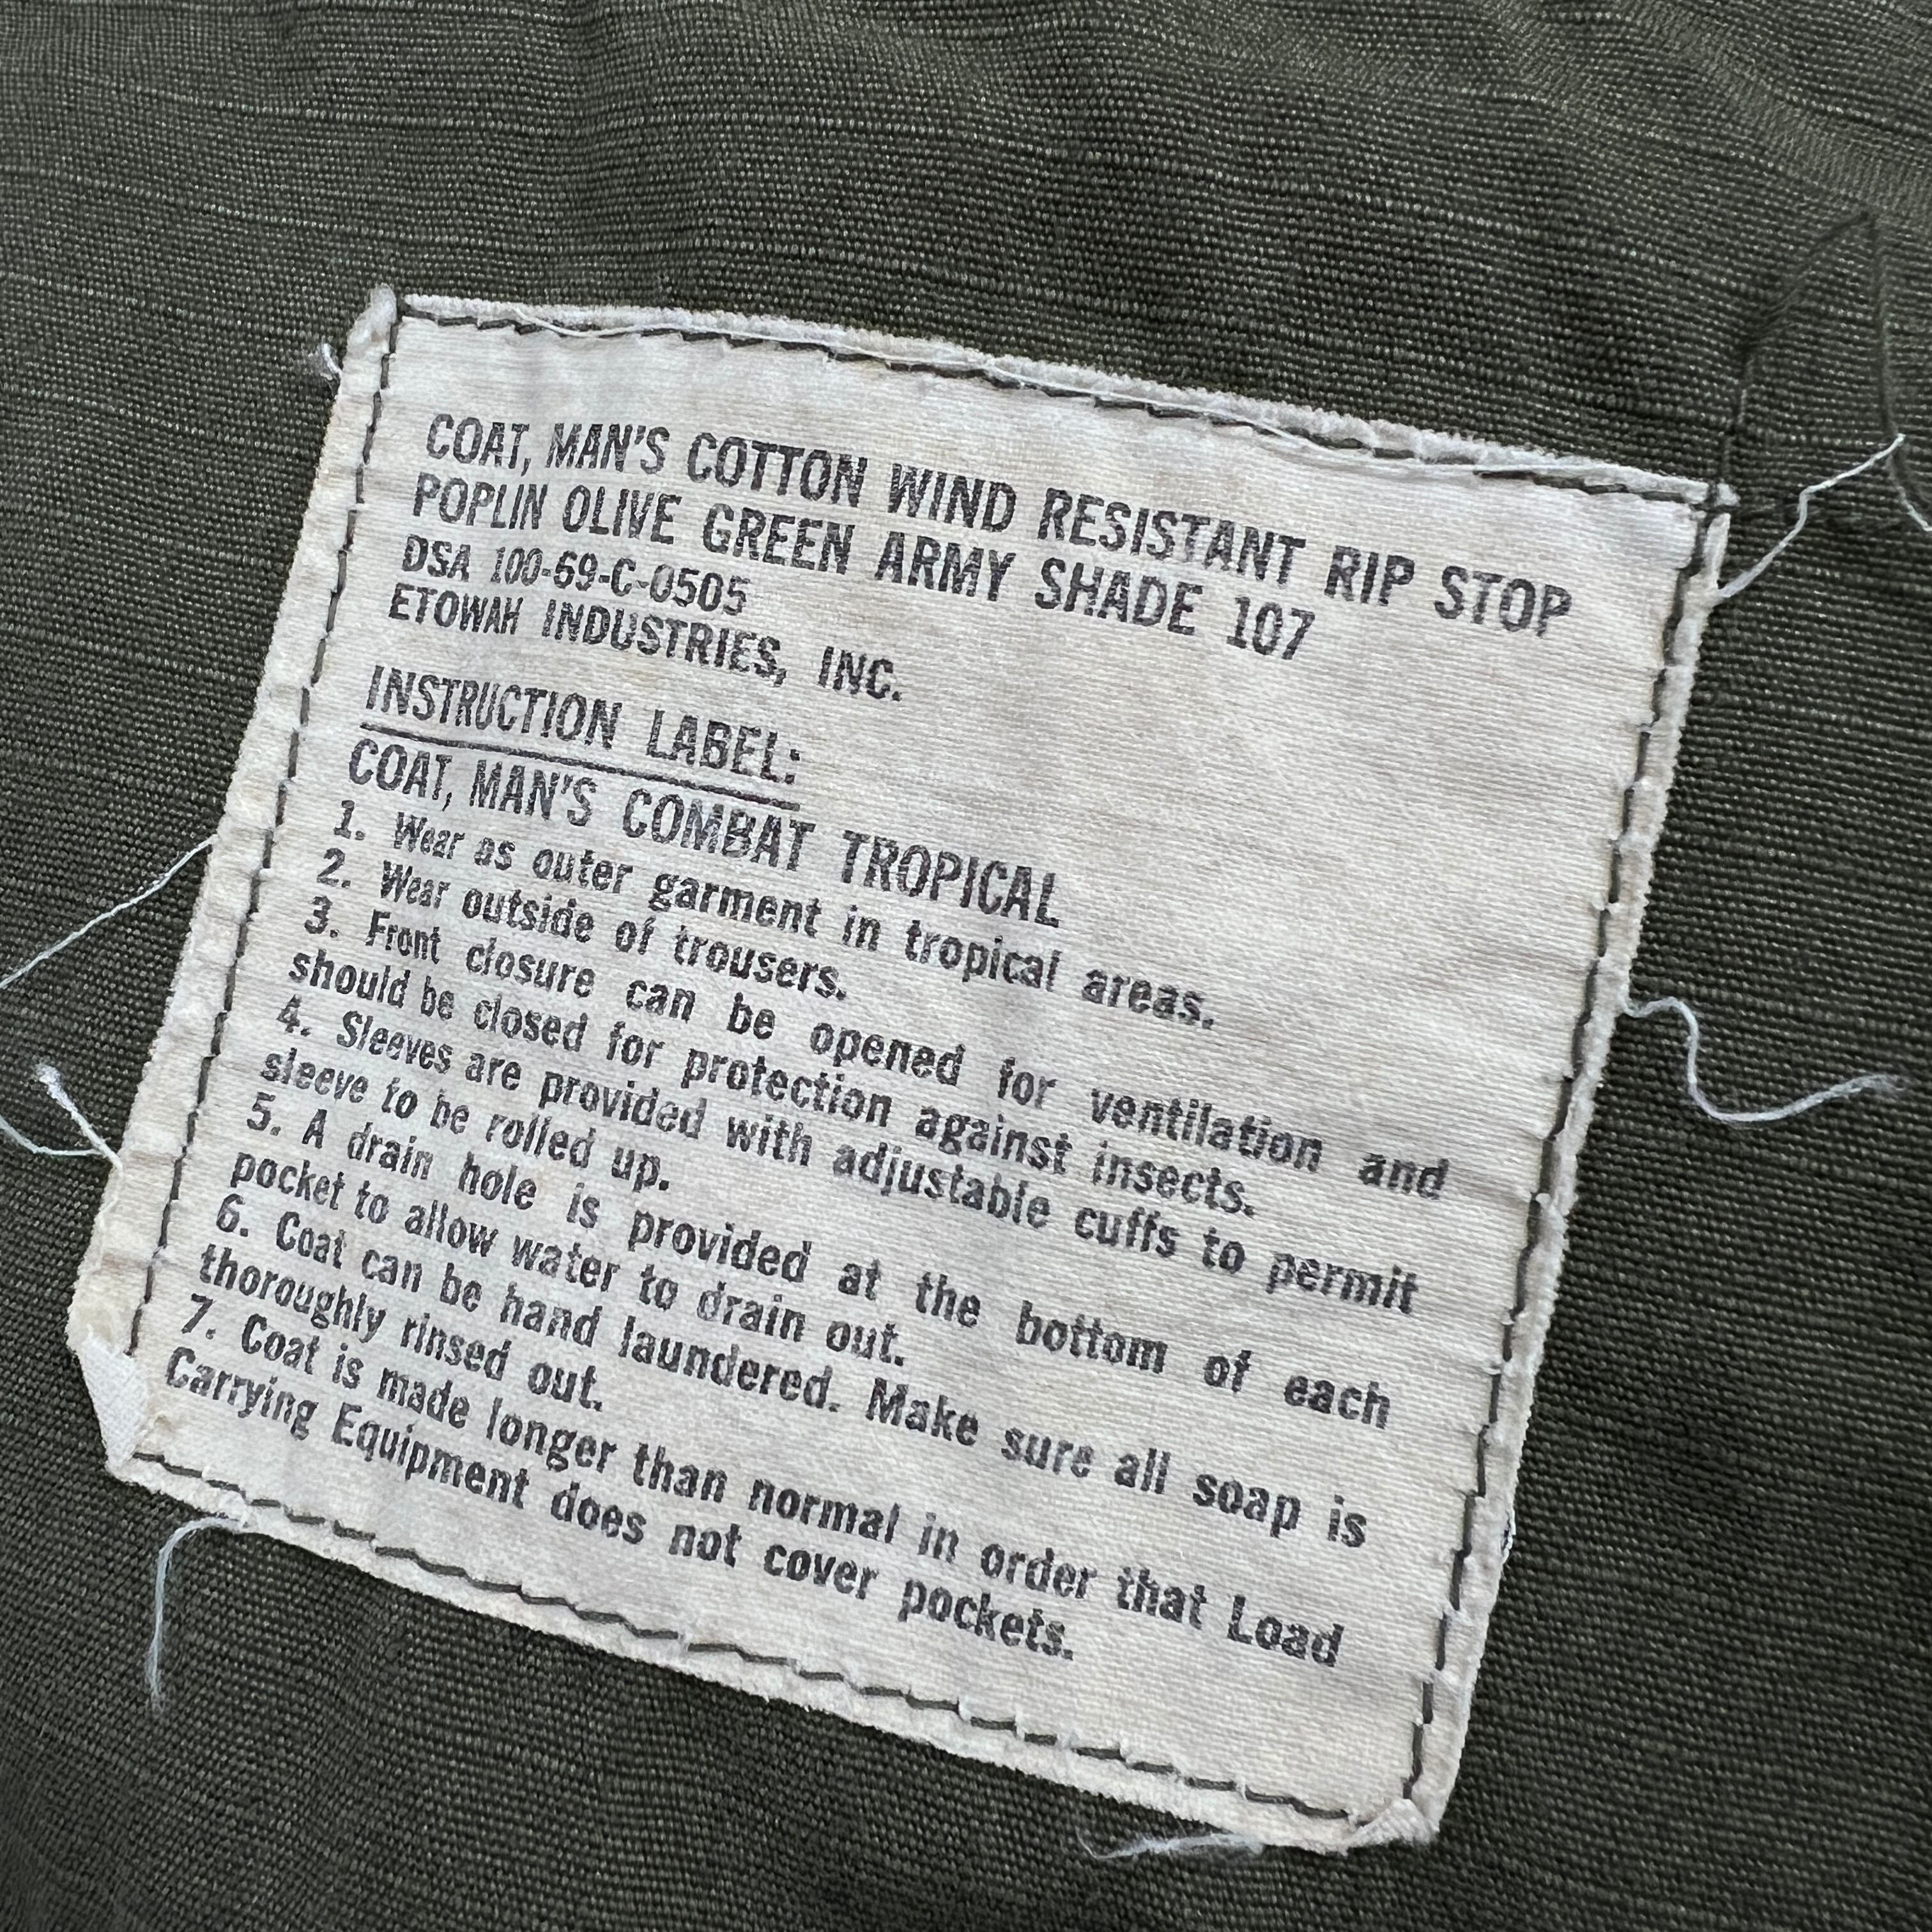 COAT, MAN'S COTTON WIND RESISTANT RIP STOP
POPLIN OLIVE GREEN ARMY SHADE 107
DSA 100-69-C-0505
ETOWAH INDUSTRIES, INC.
INSTRUCTION LABEL:
COAT, MAN'S COMBAT TROPICAL
1. Wear as outer garment in tropical areas.
2. Wear outside of trousers.
3. Front closure can be opened for ventilation and
should be closed for protection against insects.
4. Sleeves are provided with adjustable cuffs to permit
sleeve to be rolled up.
5. A drain hole is provided at the bottom of each
pocket to allow water to drain out.
6. Coat can be hand laundered. Make sure all soap is
thoroughly rinsed out.
7. Coat is made longer than normal in order that Load
Carrying Equipment does not cover pockets.